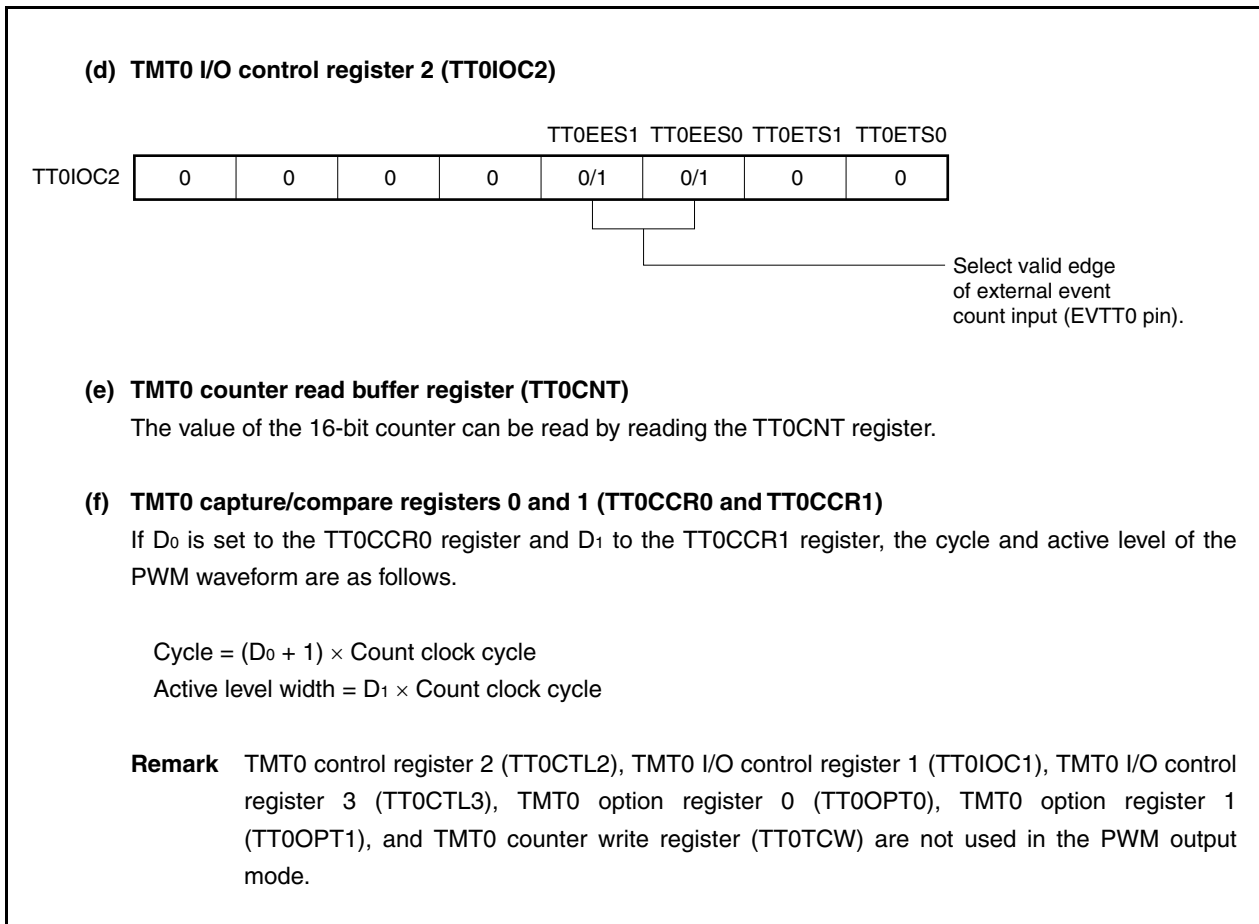 (d) TMT0 I/O control register 2 (TT0IOC2)
TT0EES1 TT0EES0 TT0ETS1 TT0ETS0
TT0IOC2 0 0 0 0 0/1 0/1 0 0
Select valid edge
of external event
count input (EVTT0 pin).
(e) TMT0 counter read buffer register (TT0CNT)
The value of the 16-bit counter can be read by reading the TT0CNT register.
(f) TMT0 capture/compare registers 0 and 1 (TT0CCR0 and TT0CCR1)
If D0 is set to the TT0CCR0 register and D1 to the TT0CCR1 register, the cycle and active level of the
PWM waveform are as follows.
Cycle = (D0 + 1) × Count clock cycle
Active level width = D1 × Count clock cycle
Remark TMT0 control register 2 (TT0CTL2), TMT0 I/O control register 1 (TT0IOC1), TMT0 I/O control
register 3 (TT0CTL3), TMT0 option register 0 (TT0OPT0), TMT0 option register 1
(TT0OPT1), and TMT0 counter write register (TT0TCW) are not used in the PWM output
mode.